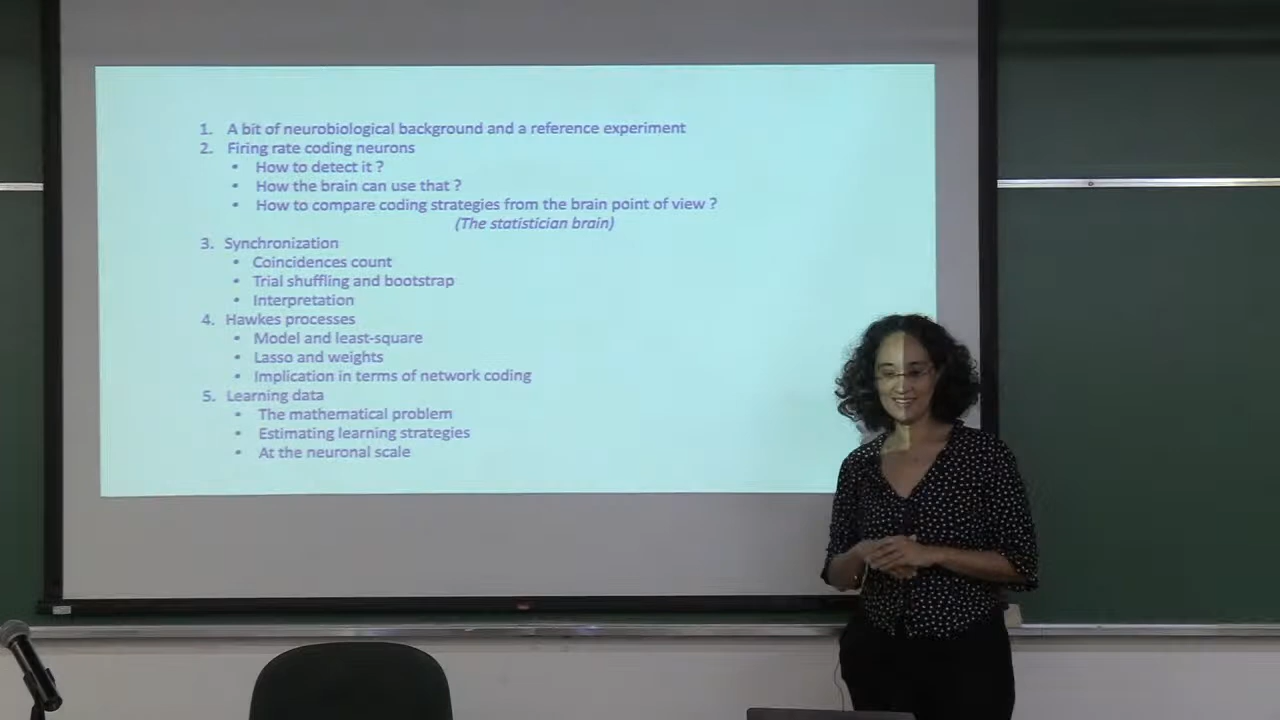 1. A bit of neurobiological background and a reference experiment
2. Firing rate coding neurons
• How to detect it ?
• How the brain can use that ?
• How to compare coding strategies from the brain point of view ?
(The statistician brain)
3. Synchronization
• Coincidences count
• Trial shuffling and bootstrap
• Interpretation
4. Hawkes processes
• Model and least-square
• Lasso and weights
• Implication in terms of network coding
5. Learning data
• The mathematical problem
• Estimating learning strategies
• At the neuronal scale